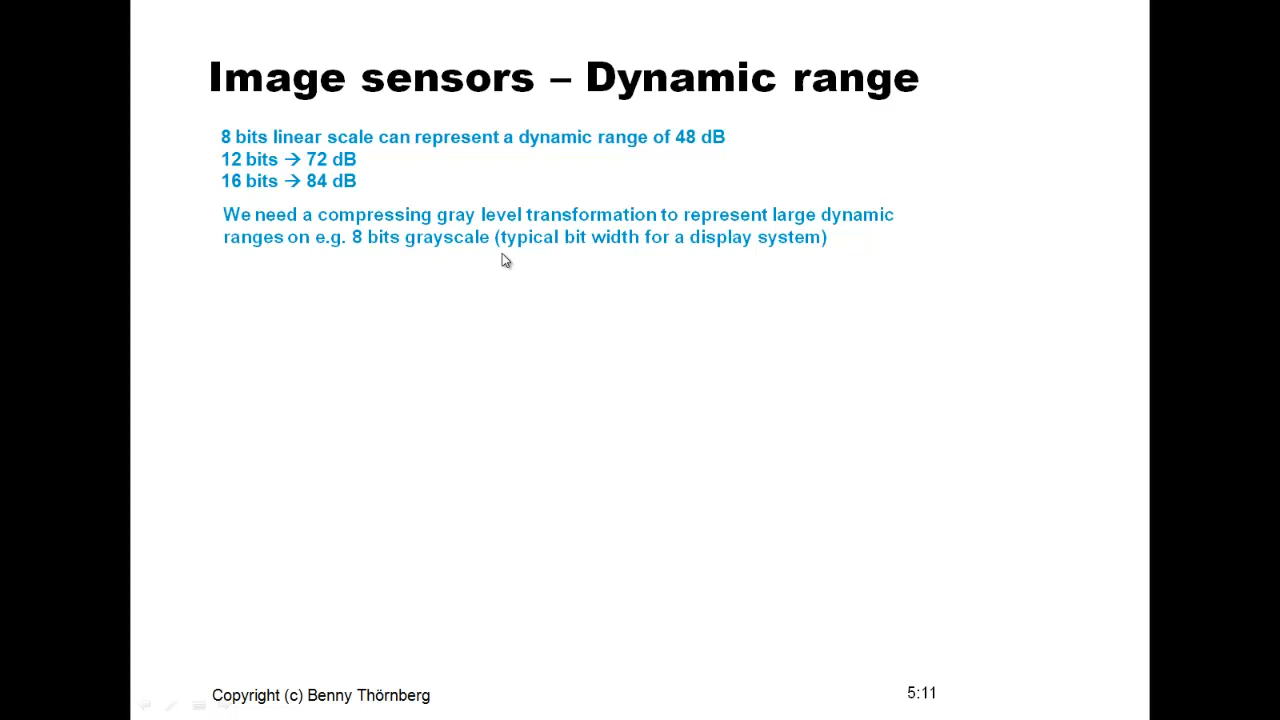 Image sensors – Dynamic range
8 bits linear scale can represent a dynamic range of 48 dB
12 bits → 72 dB
16 bits → 84 dB
We need a compressing gray level transformation to represent large dynamic
ranges on e.g. 8 bits grayscale (typical bit width for a display system)
Copyright (c) Benny Thörnberg
5:11